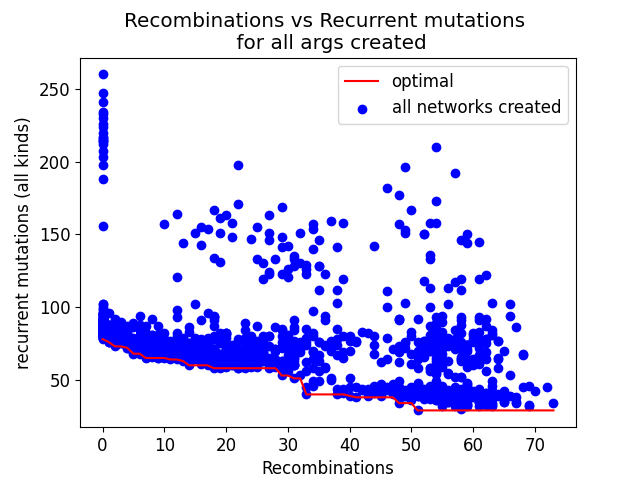 Recombinations vs Recurrent mutations
for all args created
optimal
all networks created
recurrent mutations (all kinds)
250
200
150
100
50
0 10 20 30 40 50 60 70
Recombinations